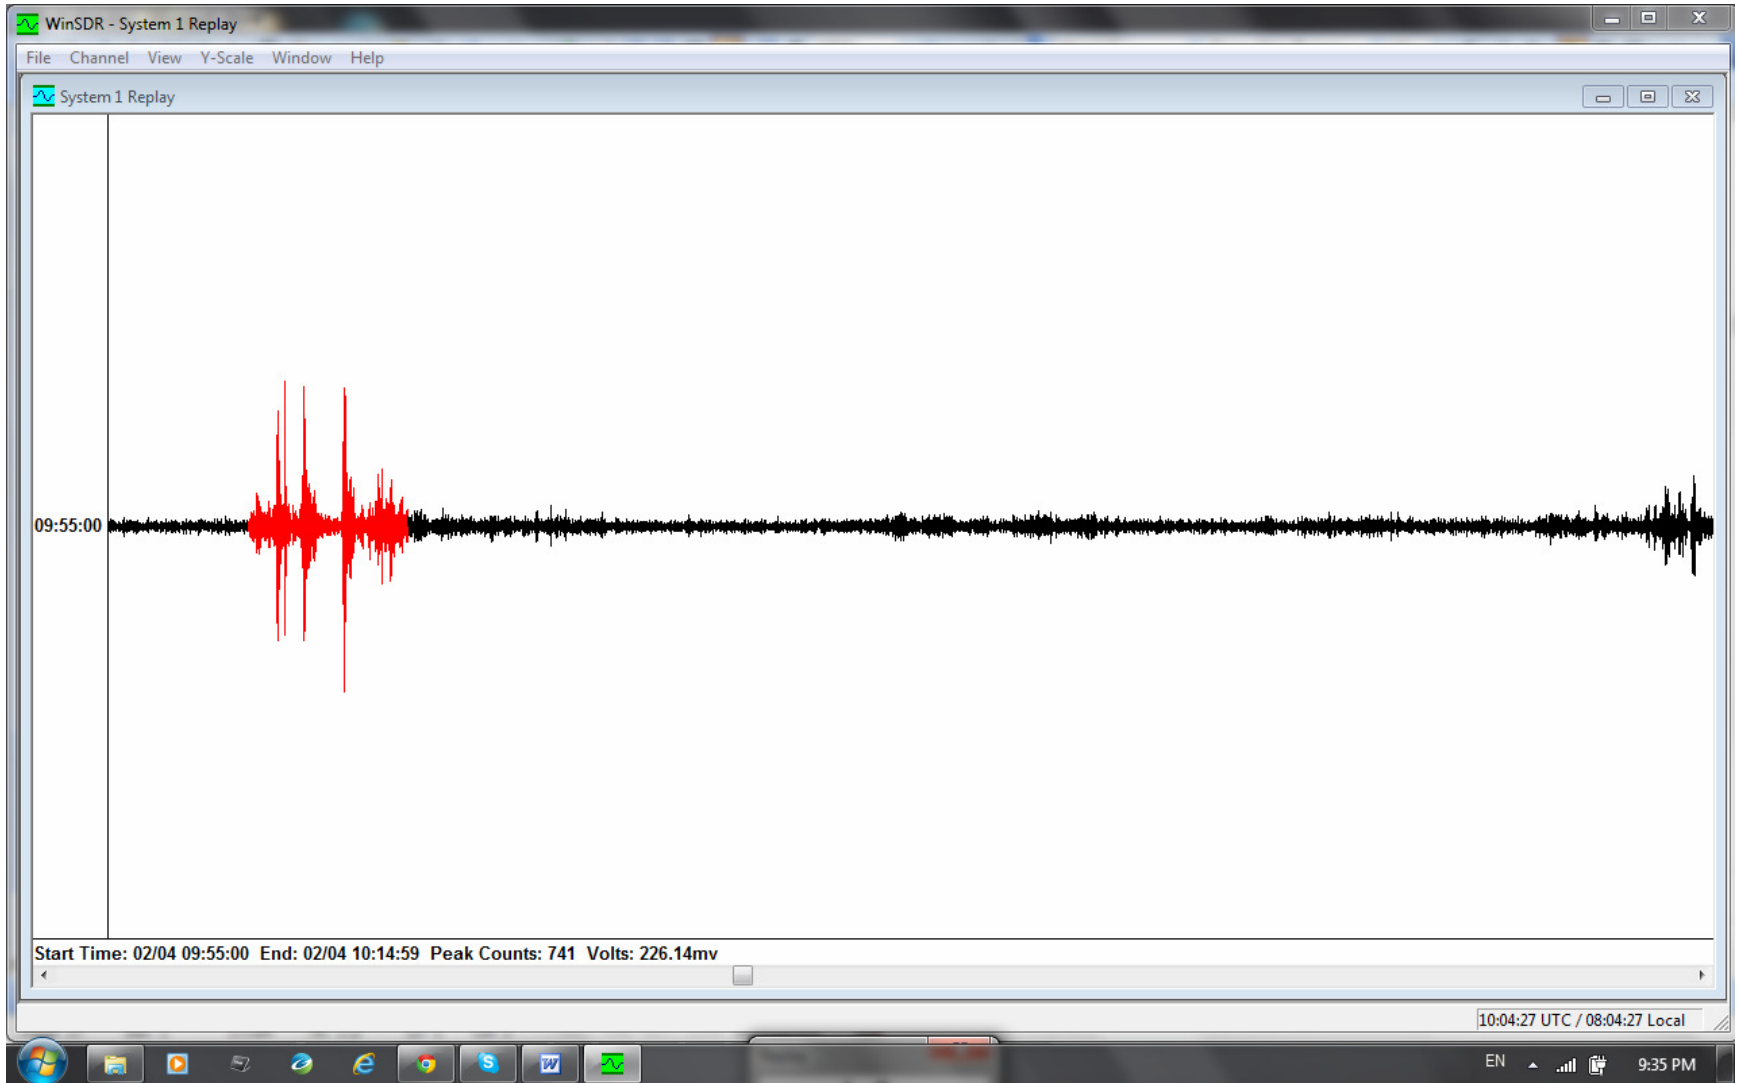 WinSDR - System 1 Replay
File Channel View Y-Scale Window Help
System 1 Replay
09:55:00
Start Time: 02/04 09:55:00 End: 02/04 10:14:59 Peak Counts: 741 Volts: 226.14mv
10:04:27 UTC / 08:04:27 Local
EN 9:35 PM